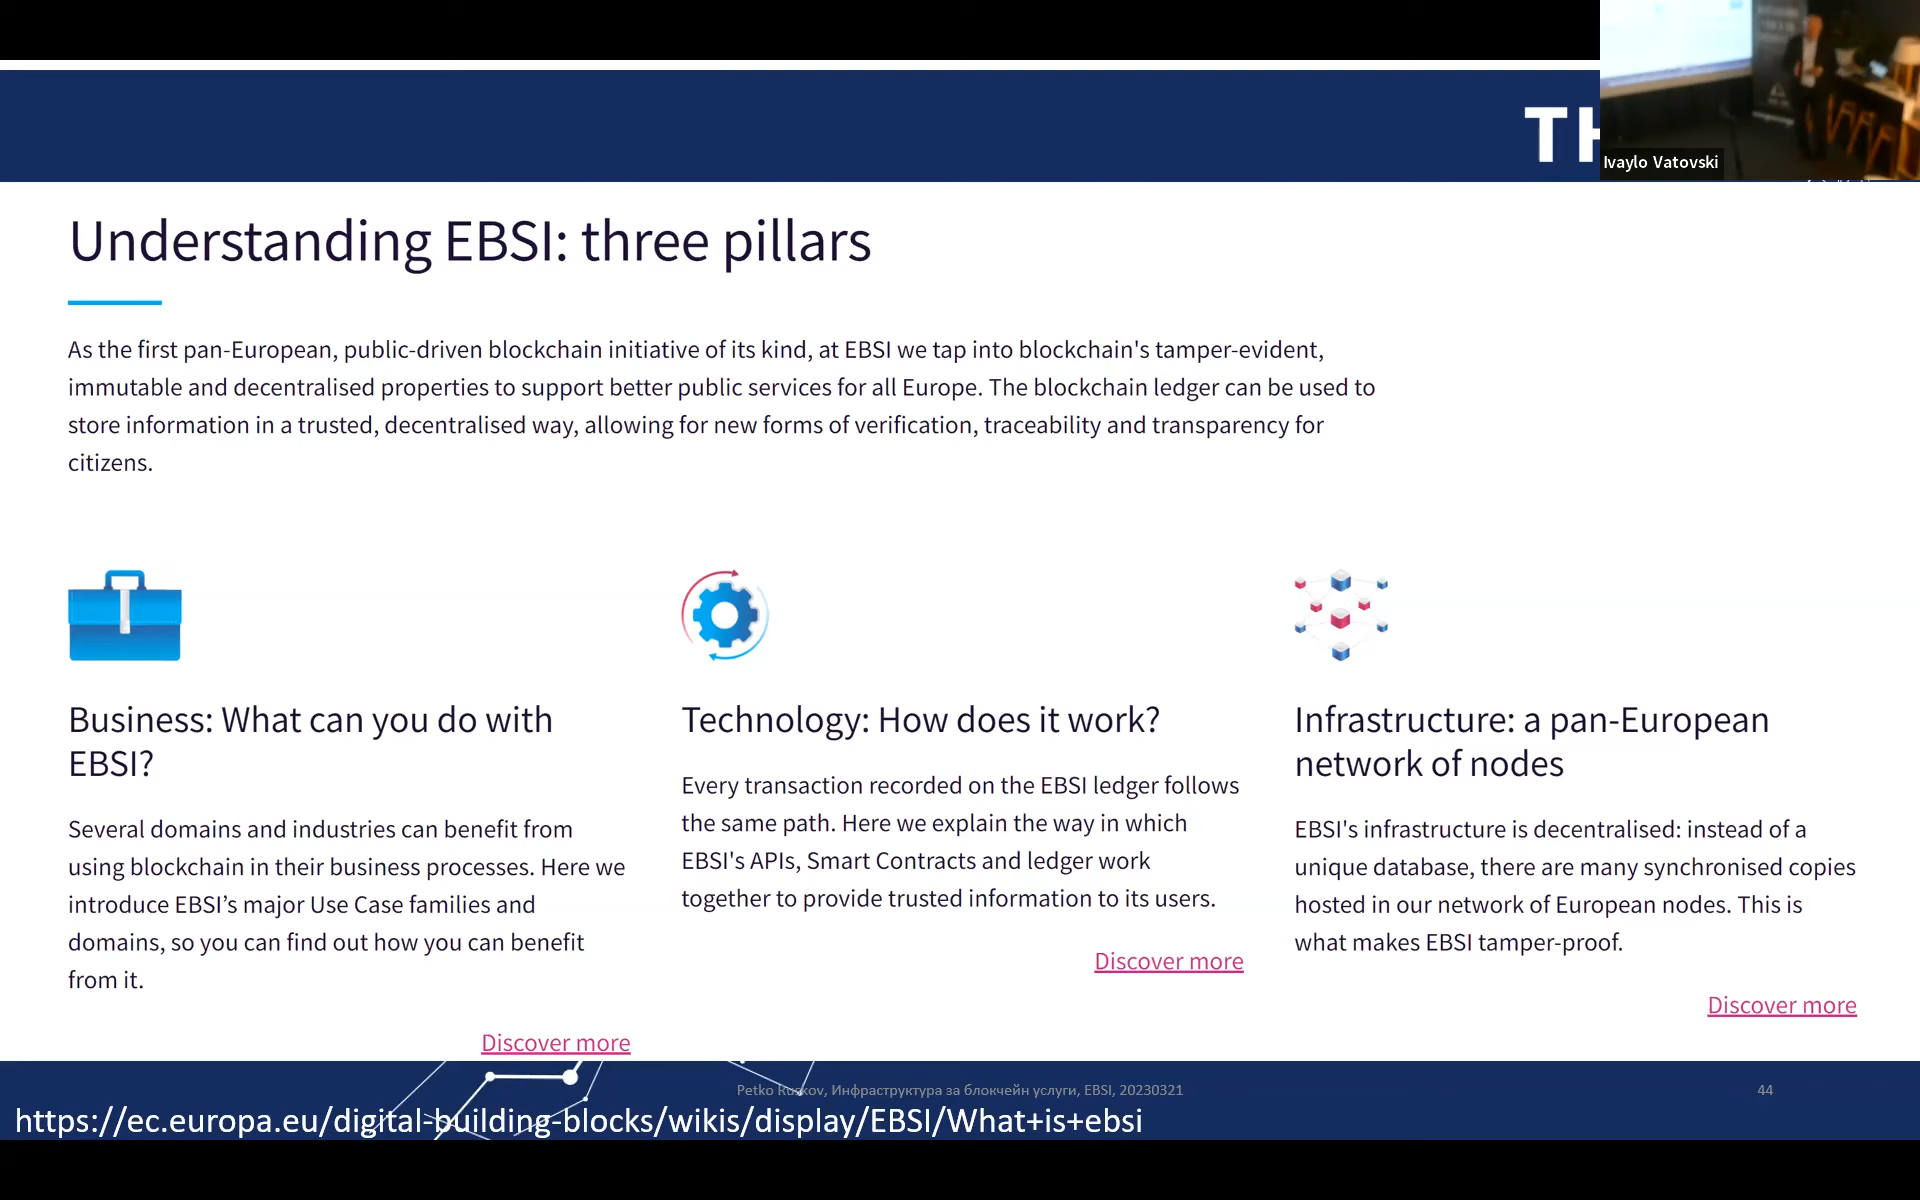 TH
Ivaylo Vatovski
Understanding EBSI: three pillars
As the first pan-European, public-driven blockchain initiative of its kind, at EBSI we tap into blockchain's tamper-evident,
immutable and decentralised properties to support better public services for all Europe. The blockchain ledger can be used to
store information in a trusted, decentralised way, allowing for new forms of verification, traceability and transparency for
citizens.
Business: What can you do with
EBSI?
Several domains and industries can benefit from
using blockchain in their business processes. Here we
introduce EBSI’s major Use Case families and
domains, so you can find out how you can benefit
from it.
Discover more
Technology: How does it work?
Every transaction recorded on the EBSI ledger follows
the same path. Here we explain the way in which
EBSI's APIs, Smart Contracts and ledger work
together to provide trusted information to its users.
Discover more
Infrastructure: a pan-European
network of nodes
EBSI's infrastructure is decentralised: instead of a
unique database, there are many synchronised copies
hosted in our network of European nodes. This is
what makes EBSI tamper-proof.
Discover more
Petko Ruskov, Инфраструктура за блокчейн услуги, EBSI, 20230321
44
https://ec.europa.eu/digital-building-blocks/wikis/display/EBSI/What+is+ebsi